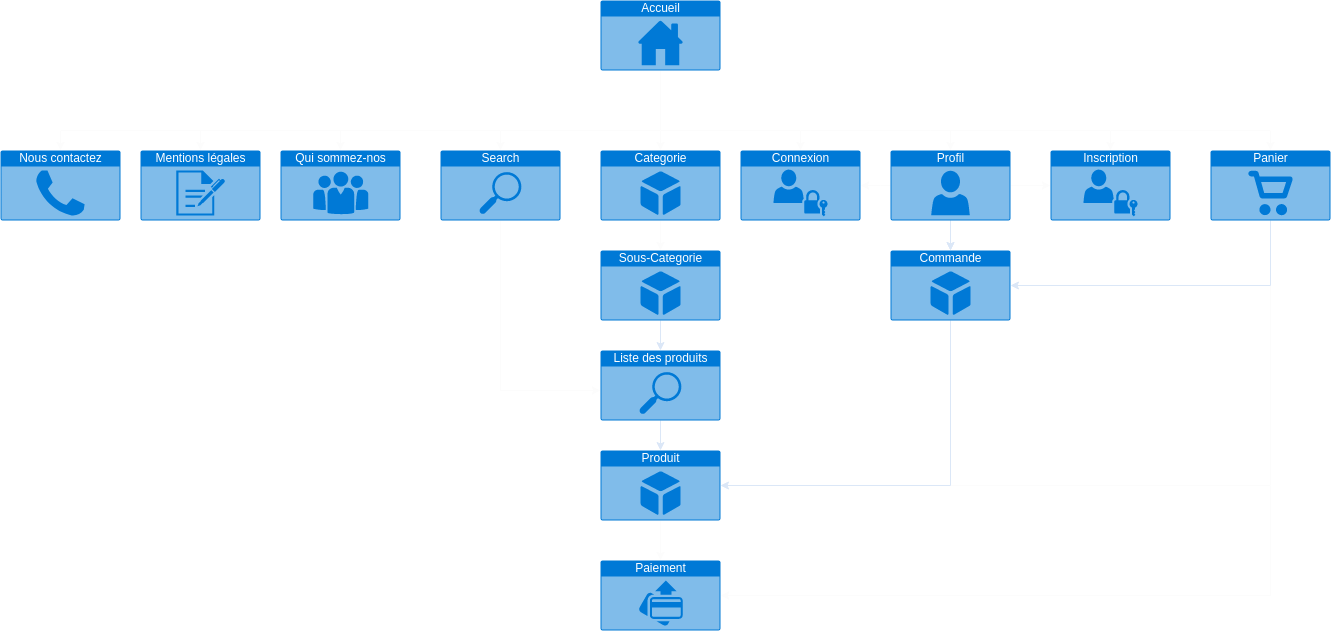 Accueil
Nous contactez
Mentions légales
Qui sommez-nos
Search
Categorie
Connexion
Profil
Inscription
Panier
Sous-Categorie
Commande
Liste des produits
Produit
Paiement